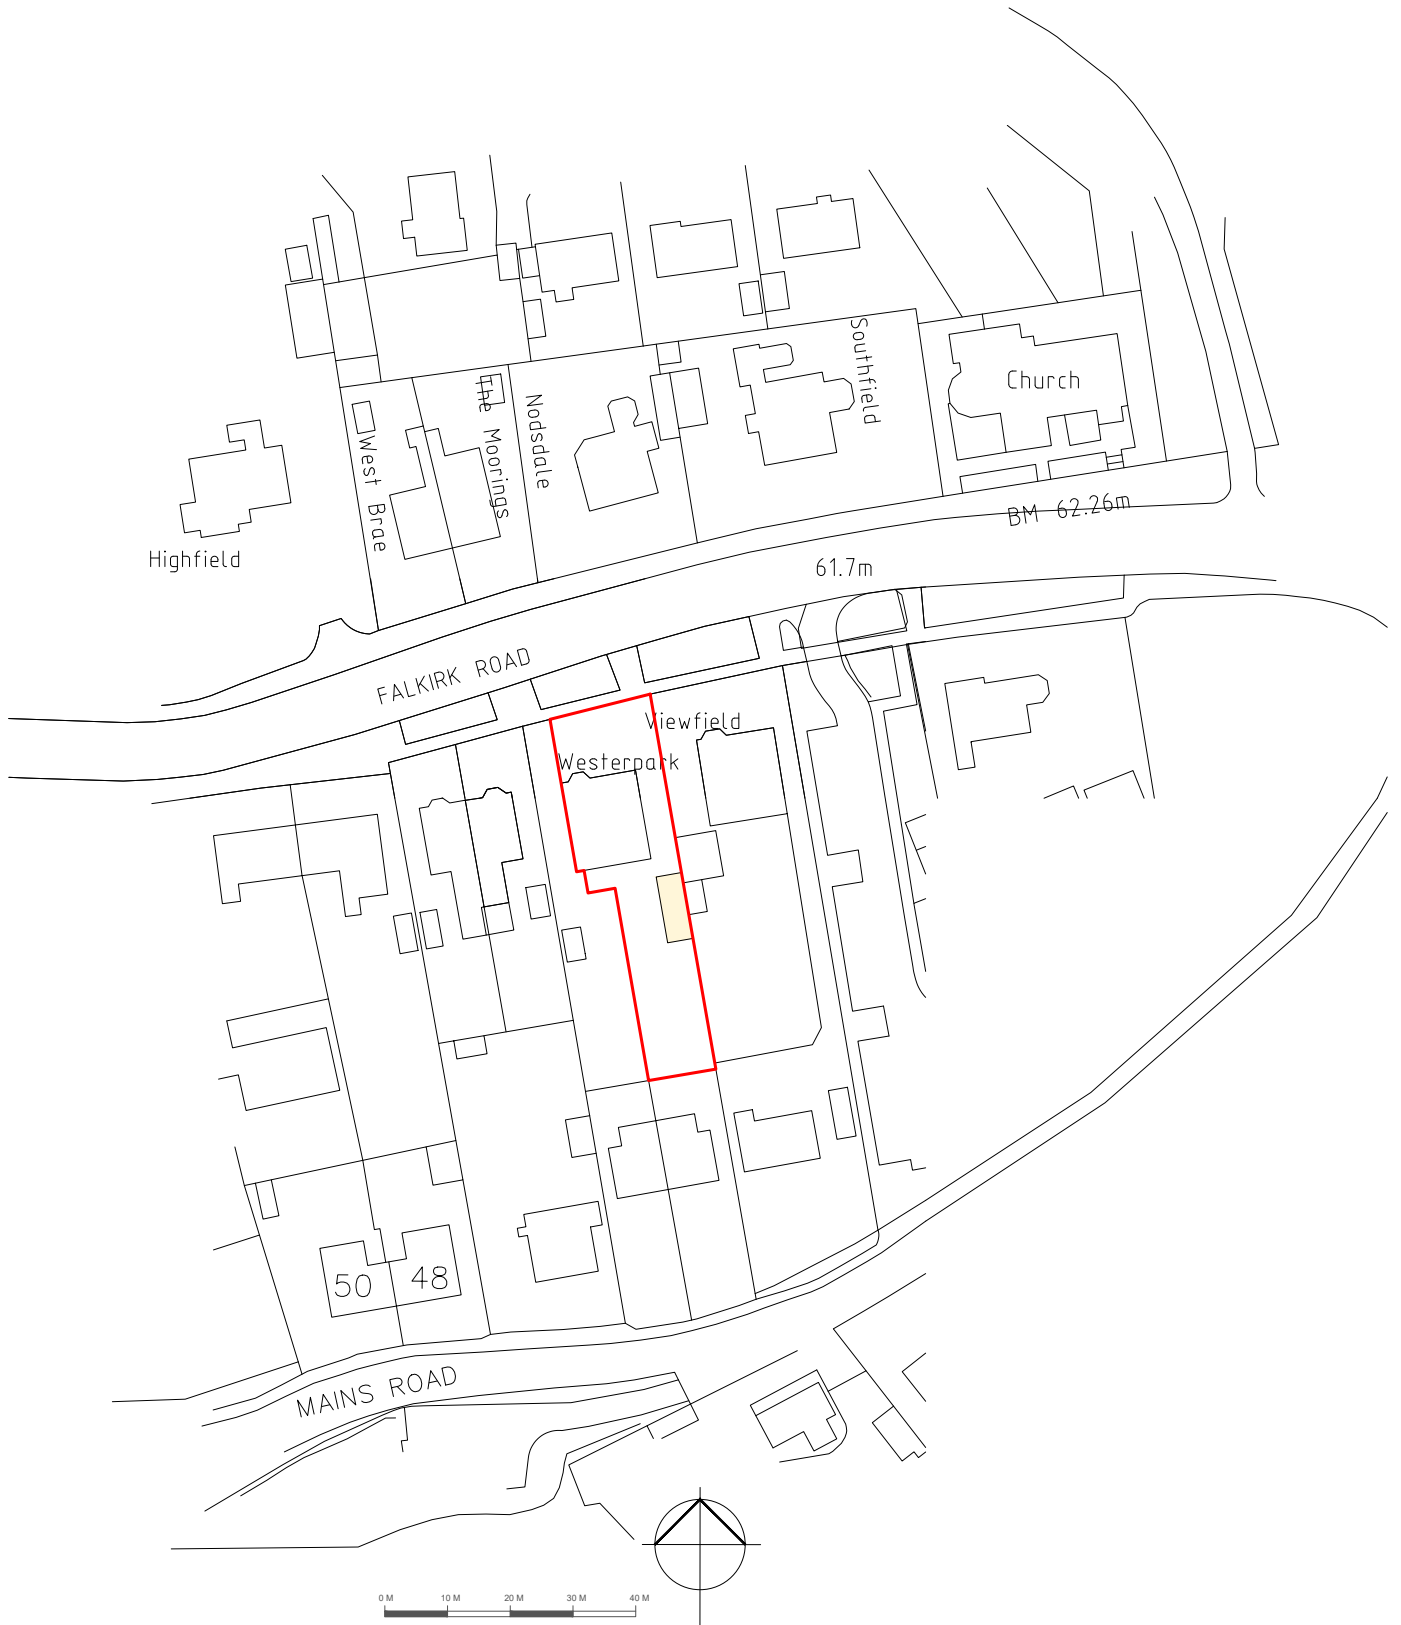 Southfield
Church
The Moorings
Nodsdale
West Brae
BM 62.26m
Highfield
61.7m
FALKIRK ROAD
Viewfield
Westerpark
50
48
MAINS ROAD
0 M 10 M 20 M 30 M 40 M